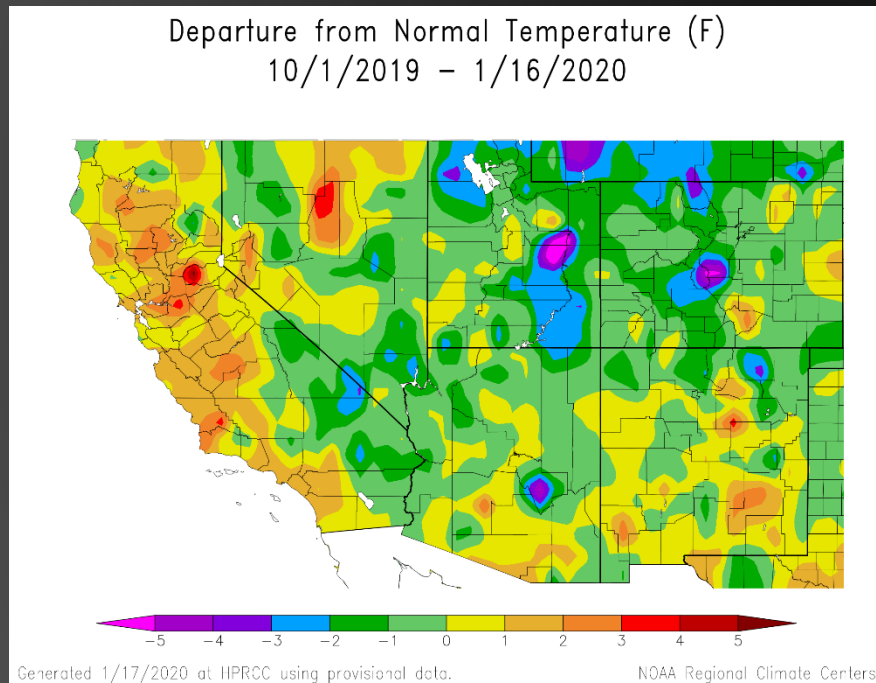 Departure from Normal Temperature (F)
10/1/2019 – 1/16/2020
-5 -4 -3 -2 -1 0 1 2 3 4 5
Generated 1/17/2020 at HPRCC using provisional data. NOAA Regional Climate Centers